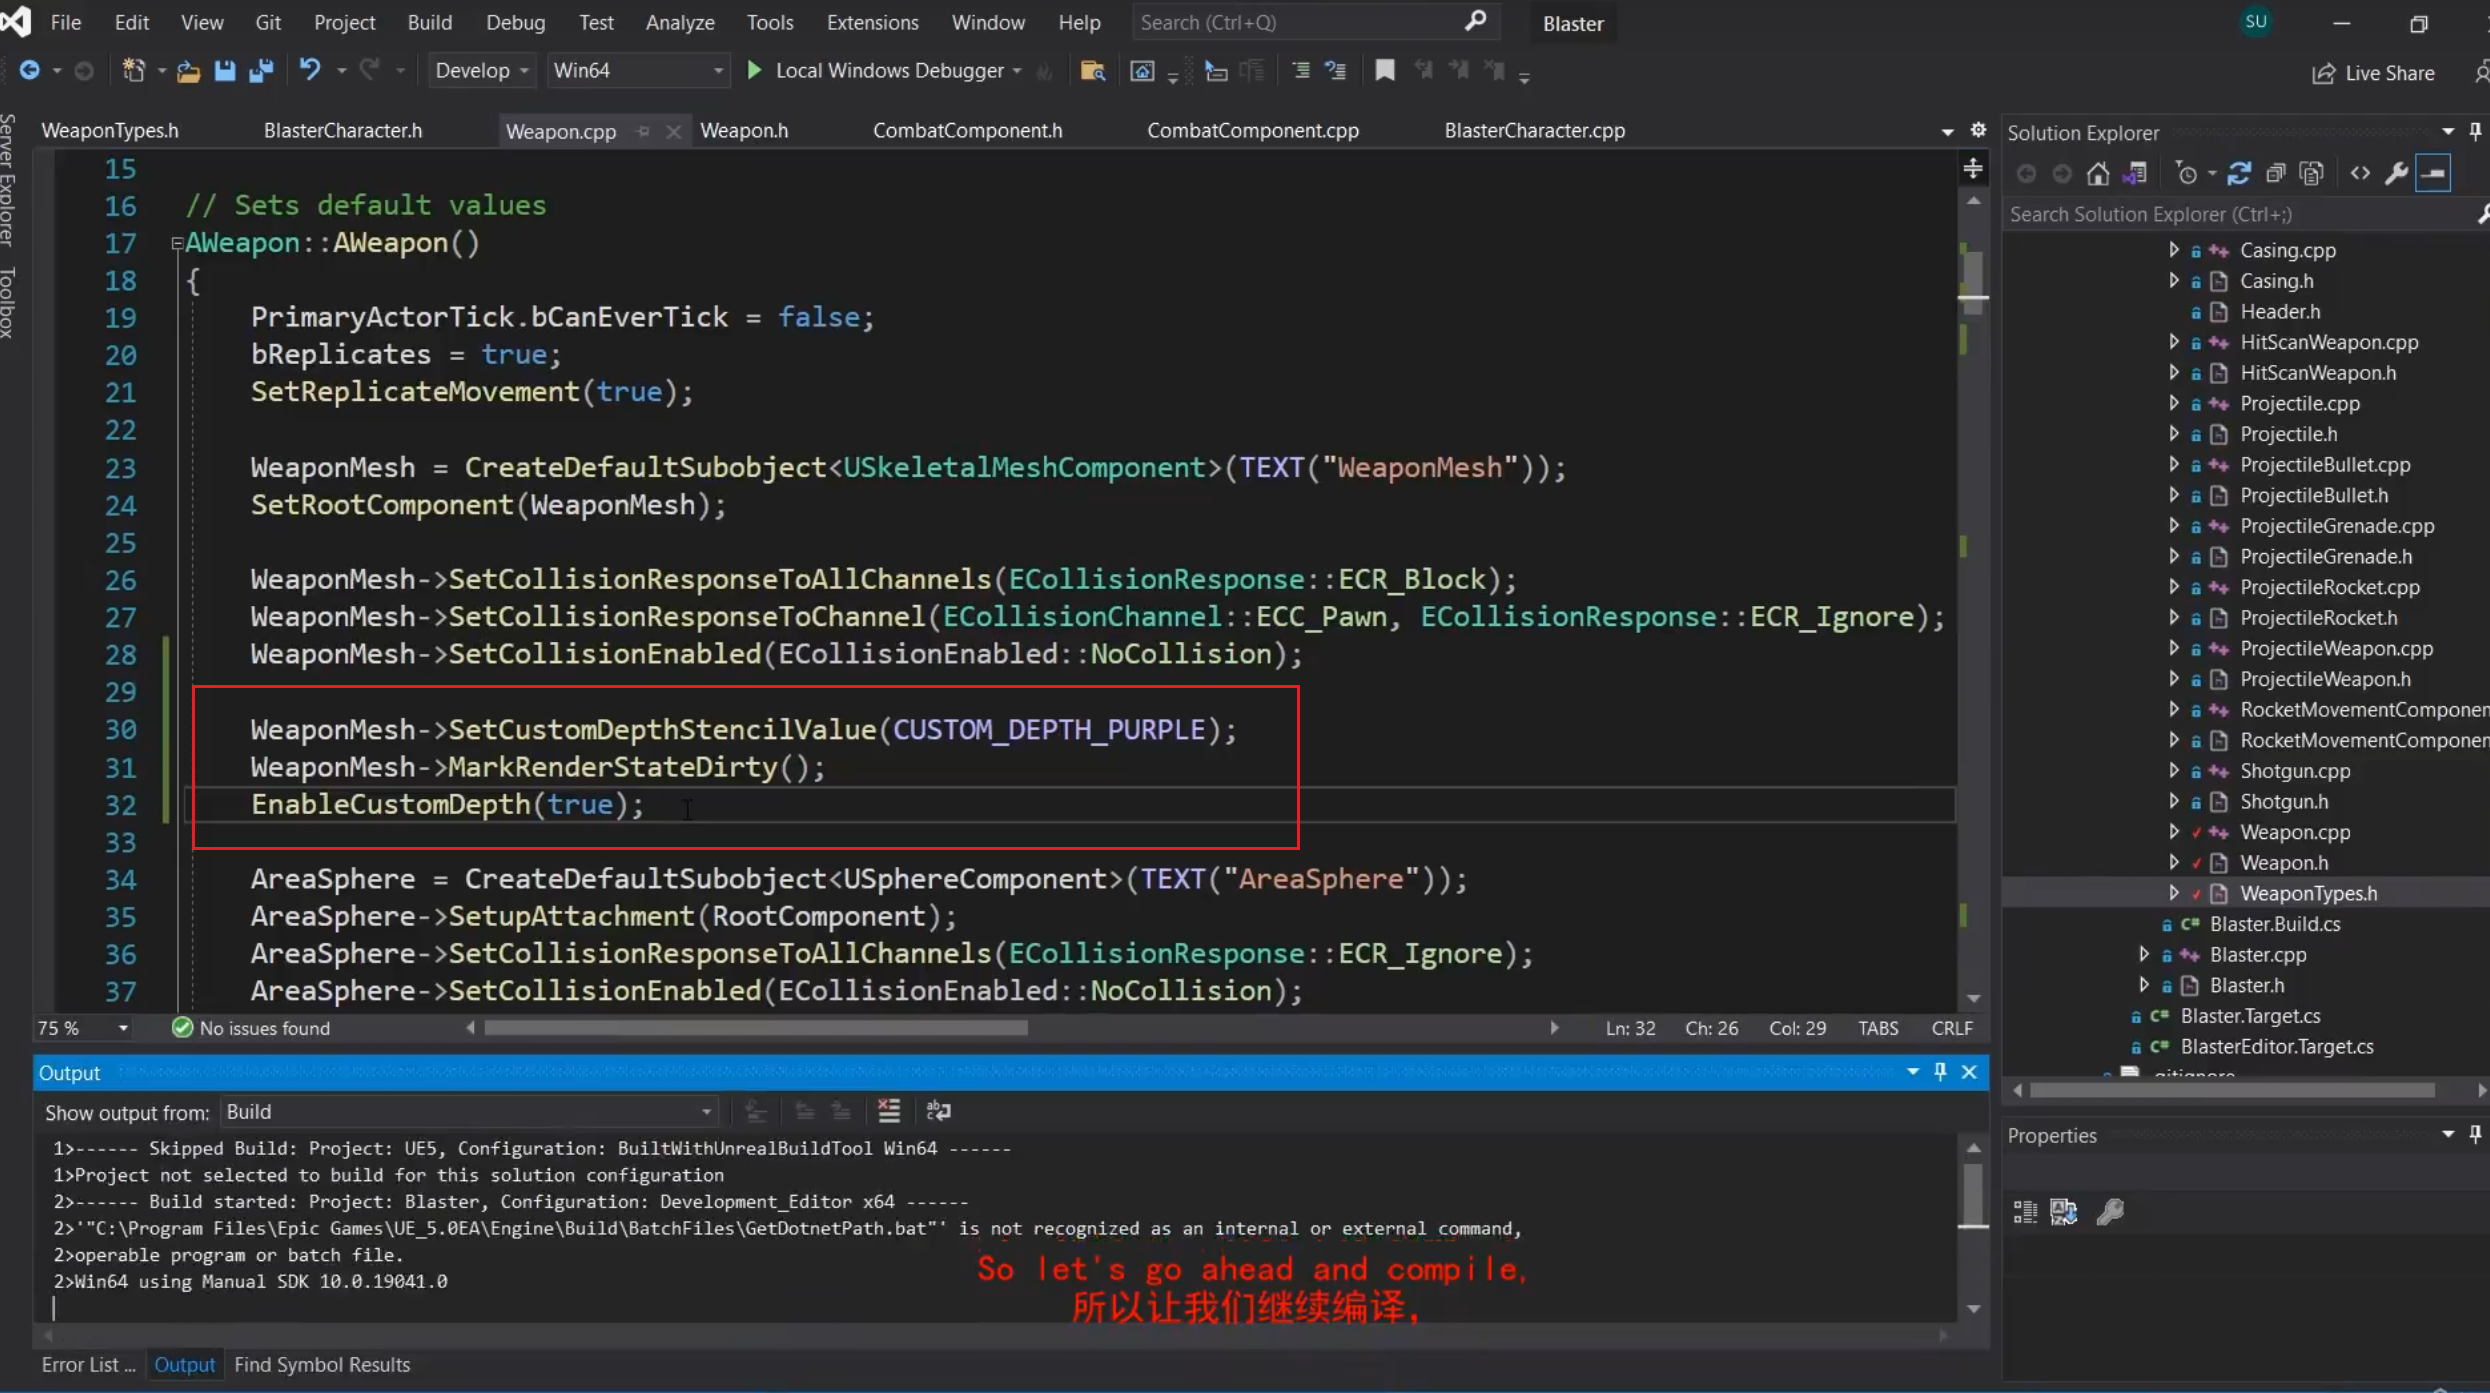 File Edit View Git Project Build Debug Test Analyze Tools Extensions Window Help Search (Ctrl+Q) Blaster SU
Develop Win64 Local Windows Debugger Live Share
Server Explorer
Toolbox
WeaponTypes.h BlasterCharacter.h Weapon.cpp Weapon.h CombatComponent.h CombatComponent.cpp BlasterCharacter.cpp
15
16 // Sets default values
17 AWeapon::AWeapon()
18 {
19 PrimaryActorTick.bCanEverTick = false;
20 bReplicates = true;
21 SetReplicateMovement(true);
22
23 WeaponMesh = CreateDefaultSubobject<USkeletalMeshComponent>(TEXT("WeaponMesh"));
24 SetRootComponent(WeaponMesh);
25
26 WeaponMesh->SetCollisionResponseToAllChannels(ECollisionResponse::ECR_Block);
27 WeaponMesh->SetCollisionResponseToChannel(ECollisionChannel::ECC_Pawn, ECollisionResponse::ECR_Ignore);
28 WeaponMesh->SetCollisionEnabled(ECollisionEnabled::NoCollision);
29
30 WeaponMesh->SetCustomDepthStencilValue(CUSTOM_DEPTH_PURPLE);
31 WeaponMesh->MarkRenderStateDirty();
32 EnableCustomDepth(true);
33
34 AreaSphere = CreateDefaultSubobject<USphereComponent>(TEXT("AreaSphere"));
35 AreaSphere->SetupAttachment(RootComponent);
36 AreaSphere->SetCollisionResponseToAllChannels(ECollisionResponse::ECR_Ignore);
37 AreaSphere->SetCollisionEnabled(ECollisionEnabled::NoCollision);
75 % No issues found Ln: 32 Ch: 26 Col: 29 TABS CRLF
Output
Show output from: Build
1>------ Skipped Build: Project: UE5, Configuration: BuiltWithUnrealBuildTool Win64 ------
1>Project not selected to build for this solution configuration
2>------ Build started: Project: Blaster, Configuration: Development_Editor x64 ------
2>'"C:\Program Files\Epic Games\UE_5.0EA\Engine\Build\BatchFiles\GetDotnetPath.bat"' is not recognized as an internal or external command,
2>operable program or batch file.
2>Win64 using Manual SDK 10.0.19041.0
So let's go ahead and compile,
所以让我们继续编译，
Error List ... Output Find Symbol Results
Solution Explorer
Search Solution Explorer (Ctrl+;)
Casing.cpp
Casing.h
Header.h
HitScanWeapon.cpp
HitScanWeapon.h
Projectile.cpp
Projectile.h
ProjectileBullet.cpp
ProjectileBullet.h
ProjectileGrenade.cpp
ProjectileGrenade.h
ProjectileRocket.cpp
ProjectileRocket.h
ProjectileWeapon.cpp
ProjectileWeapon.h
RocketMovementComponen
RocketMovementComponen
Shotgun.cpp
Shotgun.h
Weapon.cpp
Weapon.h
WeaponTypes.h
Blaster.Build.cs
Blaster.cpp
Blaster.h
Blaster.Target.cs
BlasterEditor.Target.cs
Properties